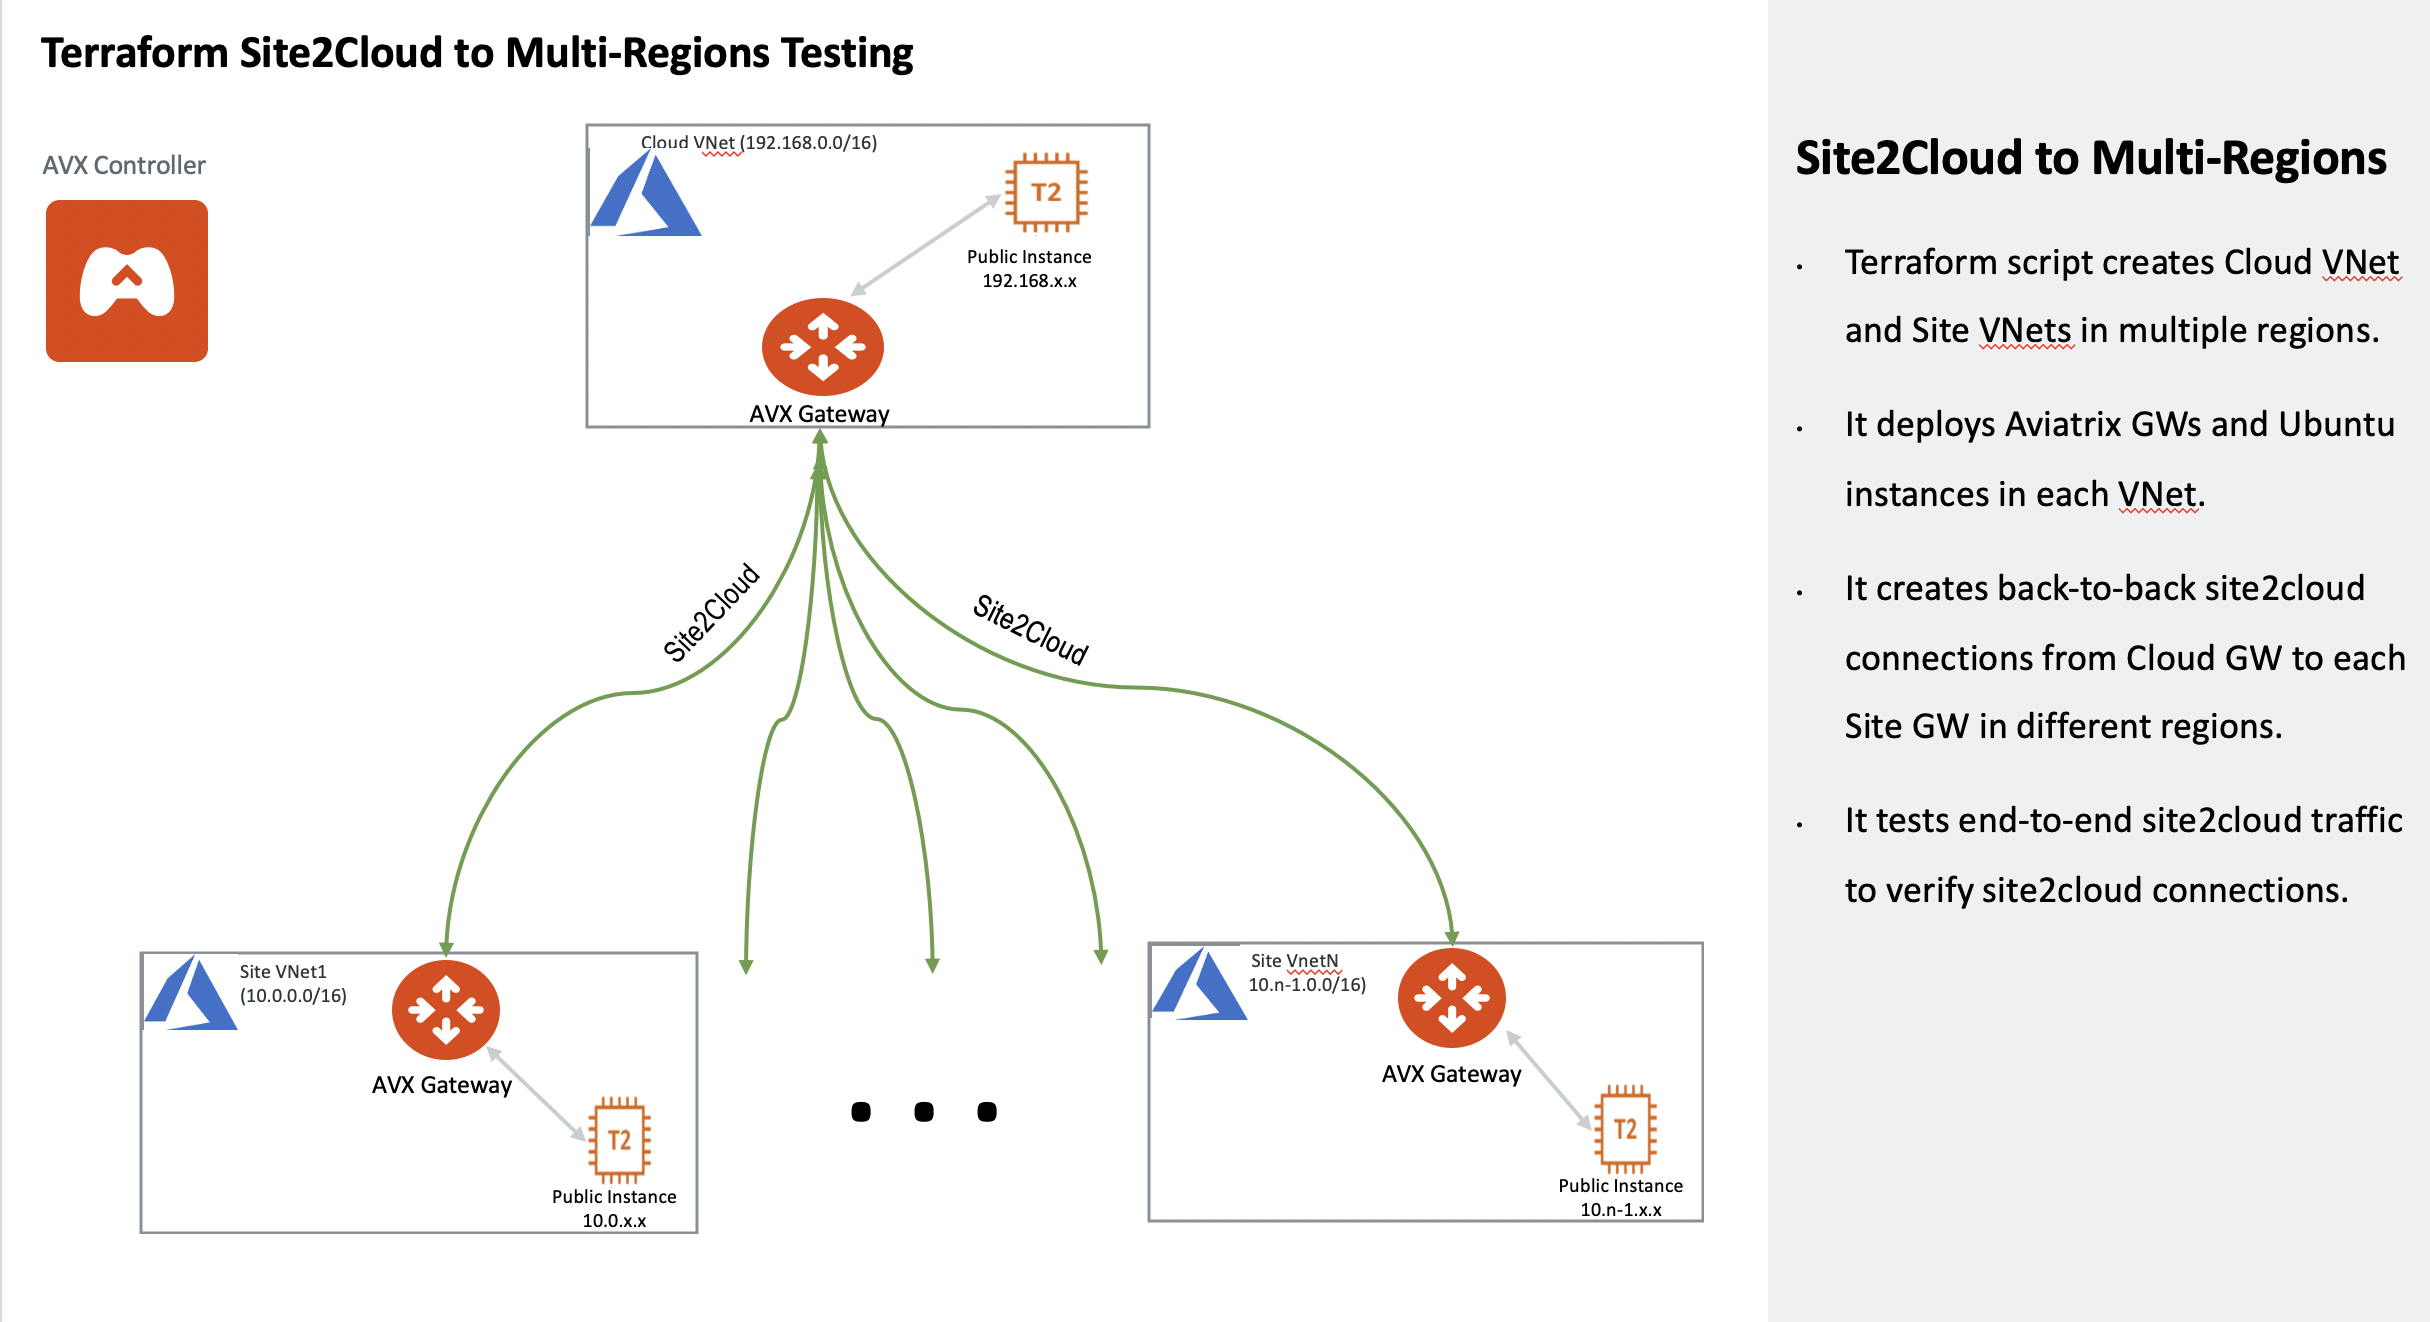 Terraform Site2Cloud to Multi-Regions Testing
AVX Controller
Cloud VNet (192.168.0.0/16)
T2
Public Instance
192.168.x.x
AVX Gateway
Site2Cloud
Site2Cloud
Site VNet1
(10.0.0.0/16)
AVX Gateway
T2
Public Instance
10.0.x.x
Site VnetN
10.n-1.0.0/16)
AVX Gateway
T2
Public Instance
10.n-1.x.x
Site2Cloud to Multi-Regions
• Terraform script creates Cloud VNet
and Site VNets in multiple regions.
• It deploys Aviatrix GWs and Ubuntu
instances in each VNet.
• It creates back-to-back site2cloud
connections from Cloud GW to each
Site GW in different regions.
• It tests end-to-end site2cloud traffic
to verify site2cloud connections.